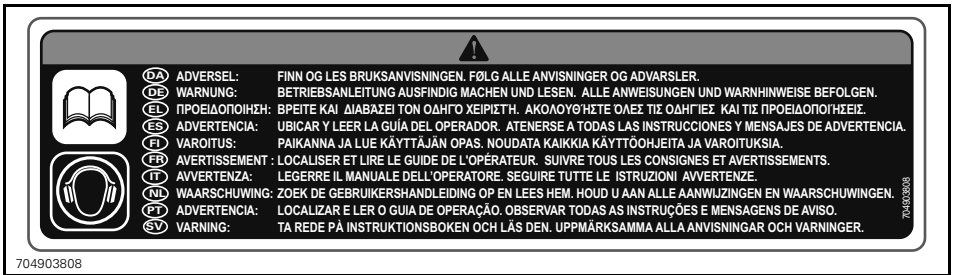 DA ADVERSEL: FINN OG LES BRUKSANVISNINGEN. FØLG ALLE ANVISNINGER OG ADVARSLER.
DE WARNUNG: BETRIEBSANLEITUNG AUSFINDIG MACHEN UND LESEN. ALLE ANWEISUNGEN UND WARNHINWEISE BEFOLGEN.
EL ΠΡΟΕΙΔΟΠΟΙΗΣΗ: ΒΡΕΙΤΕ ΚΑΙ ΔΙΑΒΆΣΕΙ ΤΟΝ ΟΔΗΓΌ ΧΕΙΡΙΣΤΗ. ΑΚΟΛΟΥΘΉΣΤΕ ΌΛΕΣ ΤΙΣ ΟΔΗΓΊΕΣ ΚΑΙ ΤΙΣ ΠΡΟΕΙΔΟΠΟΙΉΣΕΙΣ.
ES ADVERTENCIA: UBICAR Y LEER LA GUÍA DEL OPERADOR. ATENERSE A TODAS LAS INSTRUCCIONES Y MENSAJES DE ADVERTENCIA.
FI VAROITUS: PAIKANNA JA LUE KÄYTTÄJÄN OPAS. NOUDATA KAIKKIA KÄYTTÖOHJEITA JA VAROITUKSIA.
FR AVERTISSEMENT : LOCALISER ET LIRE LE GUIDE DE L'OPÉRATEUR. SUIVRE TOUS LES CONSIGNES ET AVERTISSEMENTS.
IT AVVERTENZA: LEGERRE IL MANUALE DELL'OPERATORE. SEGUIRE TUTTE LE ISTRUZIONI AVVERTENZE.
NL WAARSCHUWING: ZOEK DE GEBRUIKERSHANDLEIDING OP EN LEES HEM. HOUD U AAN ALLE AANWIJZINGEN EN WAARSCHUWINGEN.
PT ADVERTENCIA: LOCALIZAR E LER O GUIA DE OPERAÇÃO. OBSERVAR TODAS AS INSTRUÇÕES E MENSAGENS DE AVISO.
SV VARNING: TA REDE PÀ INSTRUKTIONSBOKEN OCH LÄS DEN. UPPMÄRKSAMMA ALLA ANVISNINGAR OCH VARNINGER.
704903808
704903808